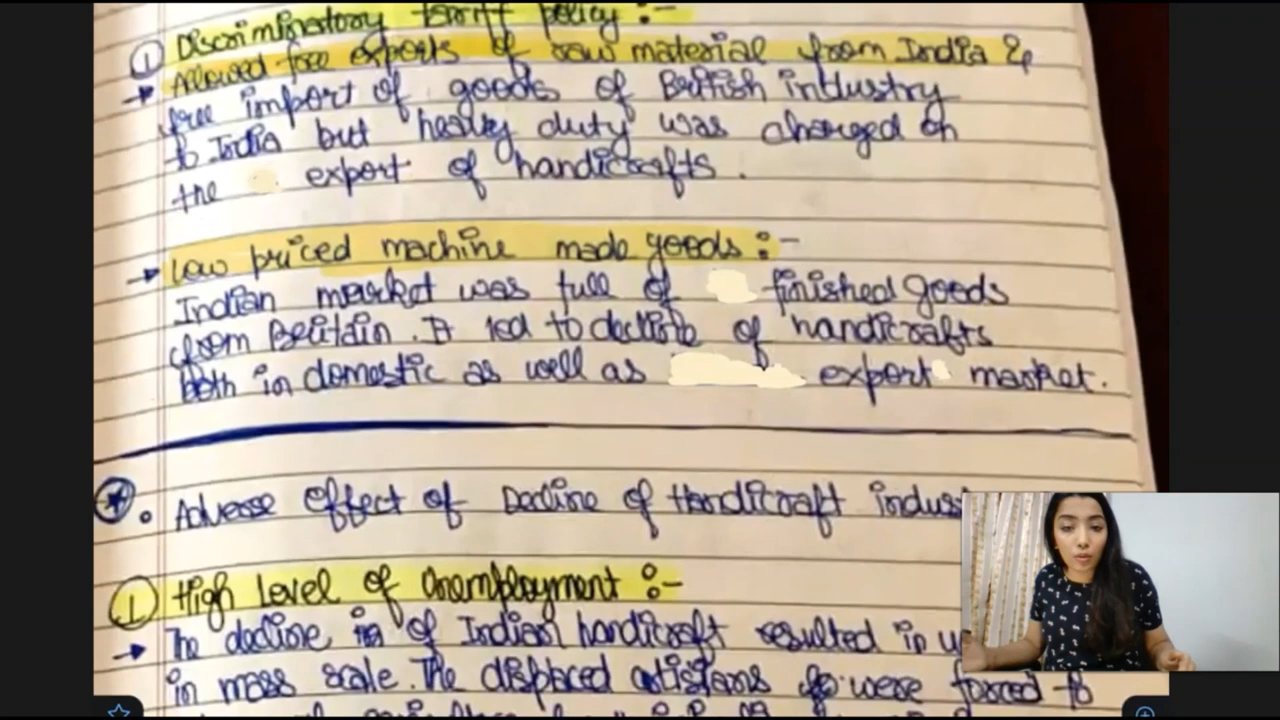 ① Discriminatory tariff policy :-
→ Allowed free exports of raw material from India &
free import of goods of British industry
to India but heavy duty was charged on
the export of handicrafts .
→ Low priced machine made goods :-
Indian market was full of finished goods
from Britain . It led to decline of handicrafts
both in domestic as well as export market .
★ • Adverse effect of Decline of Handicraft indus
① High level of Unemployment :-
→ The decline in of Indian handicraft resulted in u
in mass scale . The displaced artisians were forced to